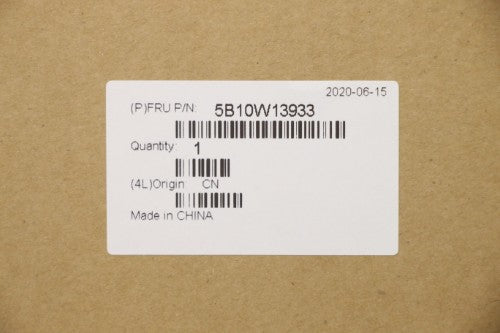 2020-06-15
(P)FRU P/N: 5B10W13933
Quantity: 1
(4L)Origin: CN
Made in CHINA